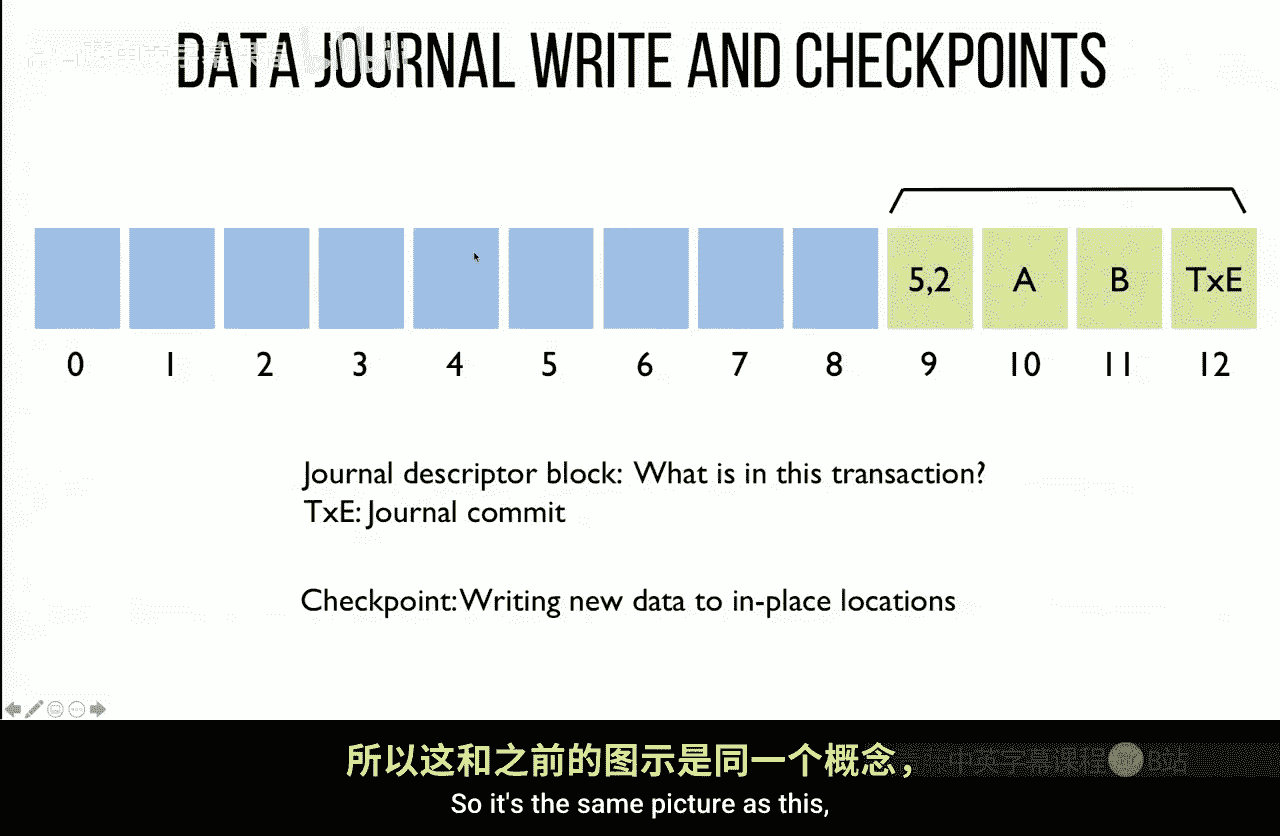 DATA JOURNAL WRITE AND CHECKPOINTS
5,2 A B TxE
0 1 2 3 4 5 6 7 8 9 10 11 12
Journal descriptor block: What is in this transaction?
TxE: Journal commit
Checkpoint: Writing new data to in-place locations
所以这和之前的图示是同一个概念，
中英字幕课程 B站
So it's the same picture as this,